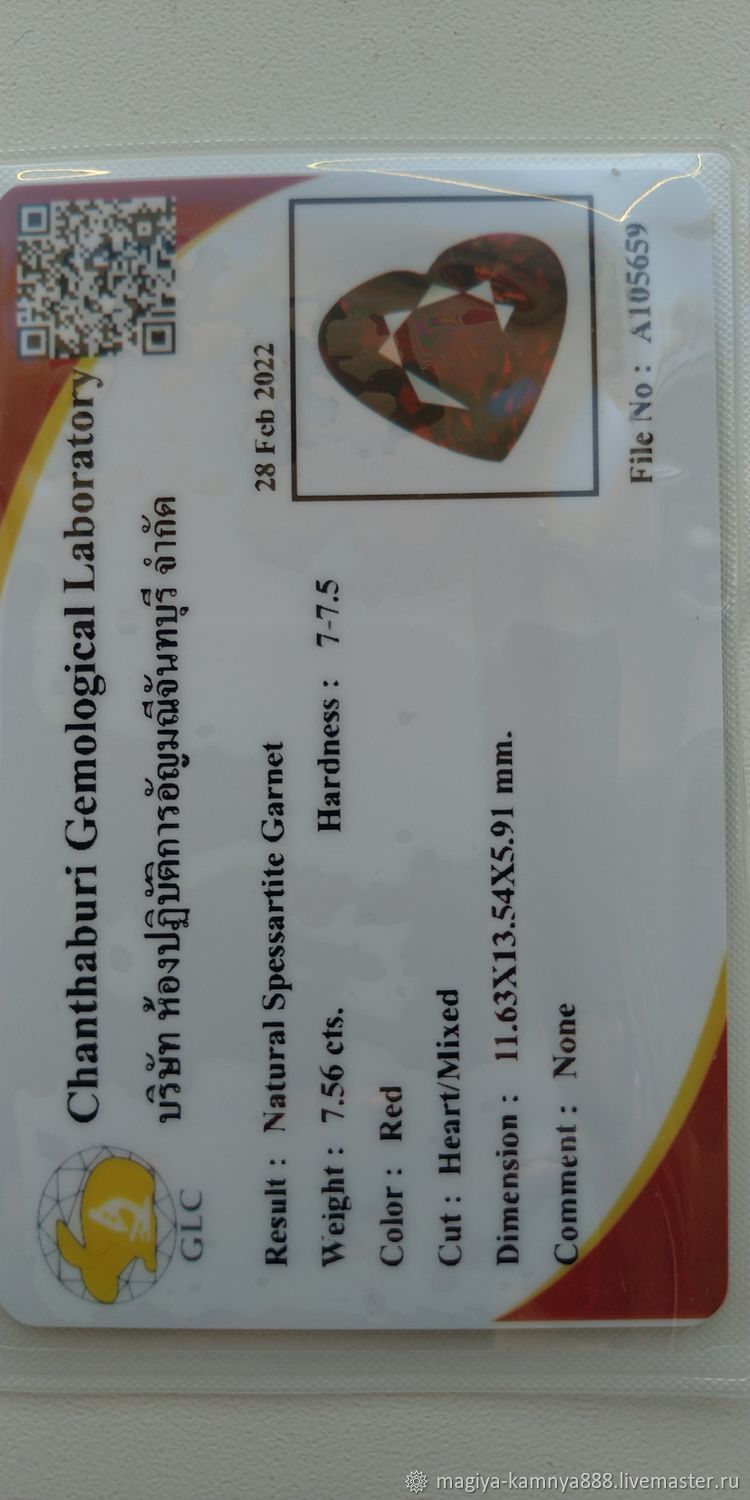 Chanthaburi Gemological Laboratory
บริษัท ห้องปฏิบัติการอัญมณีจันทบุรี จำกัด
GLC
28 Feb 2022
Result : Natural Spessartite Garnet
Weight : 7.56 cts. Hardness : 7-7.5
Color : Red
Cut : Heart/Mixed
Dimension : 11.63X13.54X5.91 mm.
Comment : None
File No : A105659
magiya-kamnya888.livemaster.ru